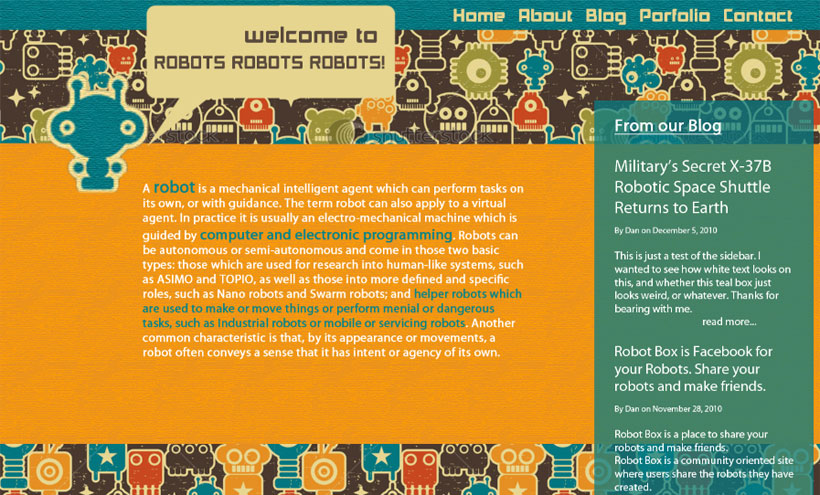 Home About Blog Porfolio Contact
welcome to
ROBOTS ROBOTS ROBOTS!
A robot is a mechanical intelligent agent which can perform tasks on
its own, or with guidance. The term robot can also apply to a virtual
agent. In practice it is usually an electro-mechanical machine which is
guided by computer and electronic programming. Robots can
be autonomous or semi-autonomous and come in those two basic
types: those which are used for research into human-like systems, such
as ASIMO and TOPIO, as well as those into more defined and specific
roles, such as Nano robots and Swarm robots; and helper robots which
are used to make or move things or perform menial or dangerous
tasks, such as Industrial robots or mobile or servicing robots. Another
common characteristic is that, by its appearance or movements, a
robot often conveys a sense that it has intent or agency of its own.
From our Blog
Military's Secret X-37B
Robotic Space Shuttle
Returns to Earth
By Dan on December 5, 2010
This is just a test of the sidebar. I
wanted to see how white text looks on
this, and whether this teal box just
looks weird, or whatever. Thanks for
bearing with me.
read more...
Robot Box is Facebook for
your Robots. Share your
robots and make friends.
By Dan on November 28, 2010
Robot Box is a place to share your
robots and make friends.
Robot Box is a community oriented site
where users share the robots they have
created.